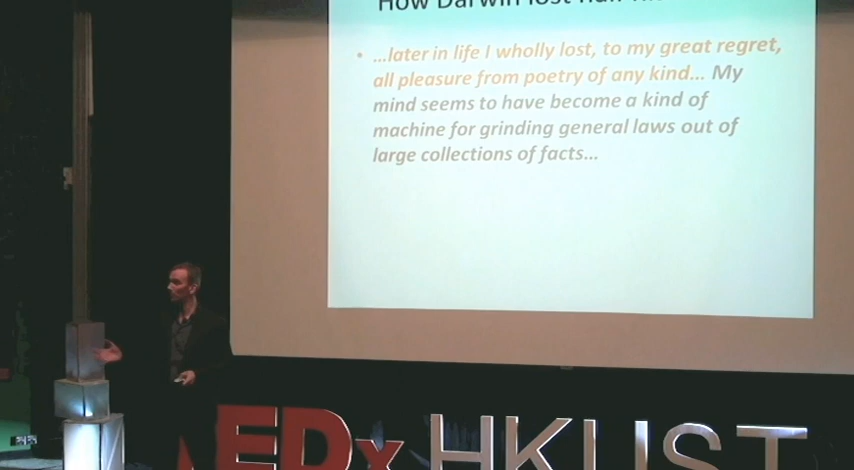 How Darwin lost half
• ...later in life I wholly lost, to my great regret,
all pleasure from poetry of any kind... My
mind seems to have become a kind of
machine for grinding general laws out of
large collections of facts...
TEDx HKUST